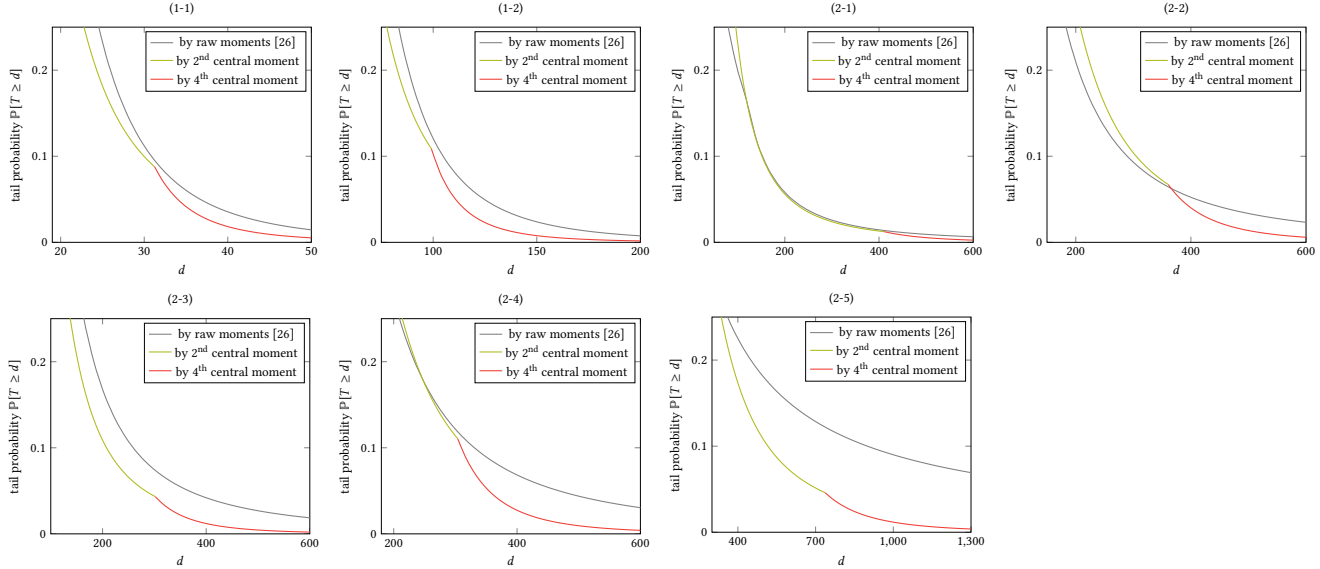 (1-1)
tail probability ℙ[T ≥ d]
0.2
0.1
0
by raw moments [26]
by 2nd central moment
by 4th central moment
20 30 40 50
d
(1-2)
tail probability ℙ[T ≥ d]
0.2
0.1
0
by raw moments [26]
by 2nd central moment
by 4th central moment
100 150 200
d
(2-1)
tail probability ℙ[T ≥ d]
0.2
0.1
0
by raw moments [26]
by 2nd central moment
by 4th central moment
200 400 600
d
(2-2)
tail probability ℙ[T ≥ d]
0.2
0.1
0
by raw moments [26]
by 2nd central moment
by 4th central moment
200 400 600
d
(2-3)
tail probability ℙ[T ≥ d]
0.2
0.1
0
by raw moments [26]
by 2nd central moment
by 4th central moment
200 400 600
d
(2-4)
tail probability ℙ[T ≥ d]
0.2
0.1
0
by raw moments [26]
by 2nd central moment
by 4th central moment
200 400 600
d
(2-5)
tail probability ℙ[T ≥ d]
0.2
0.1
0
by raw moments [26]
by 2nd central moment
by 4th central moment
400 700 1,000 1,300
d